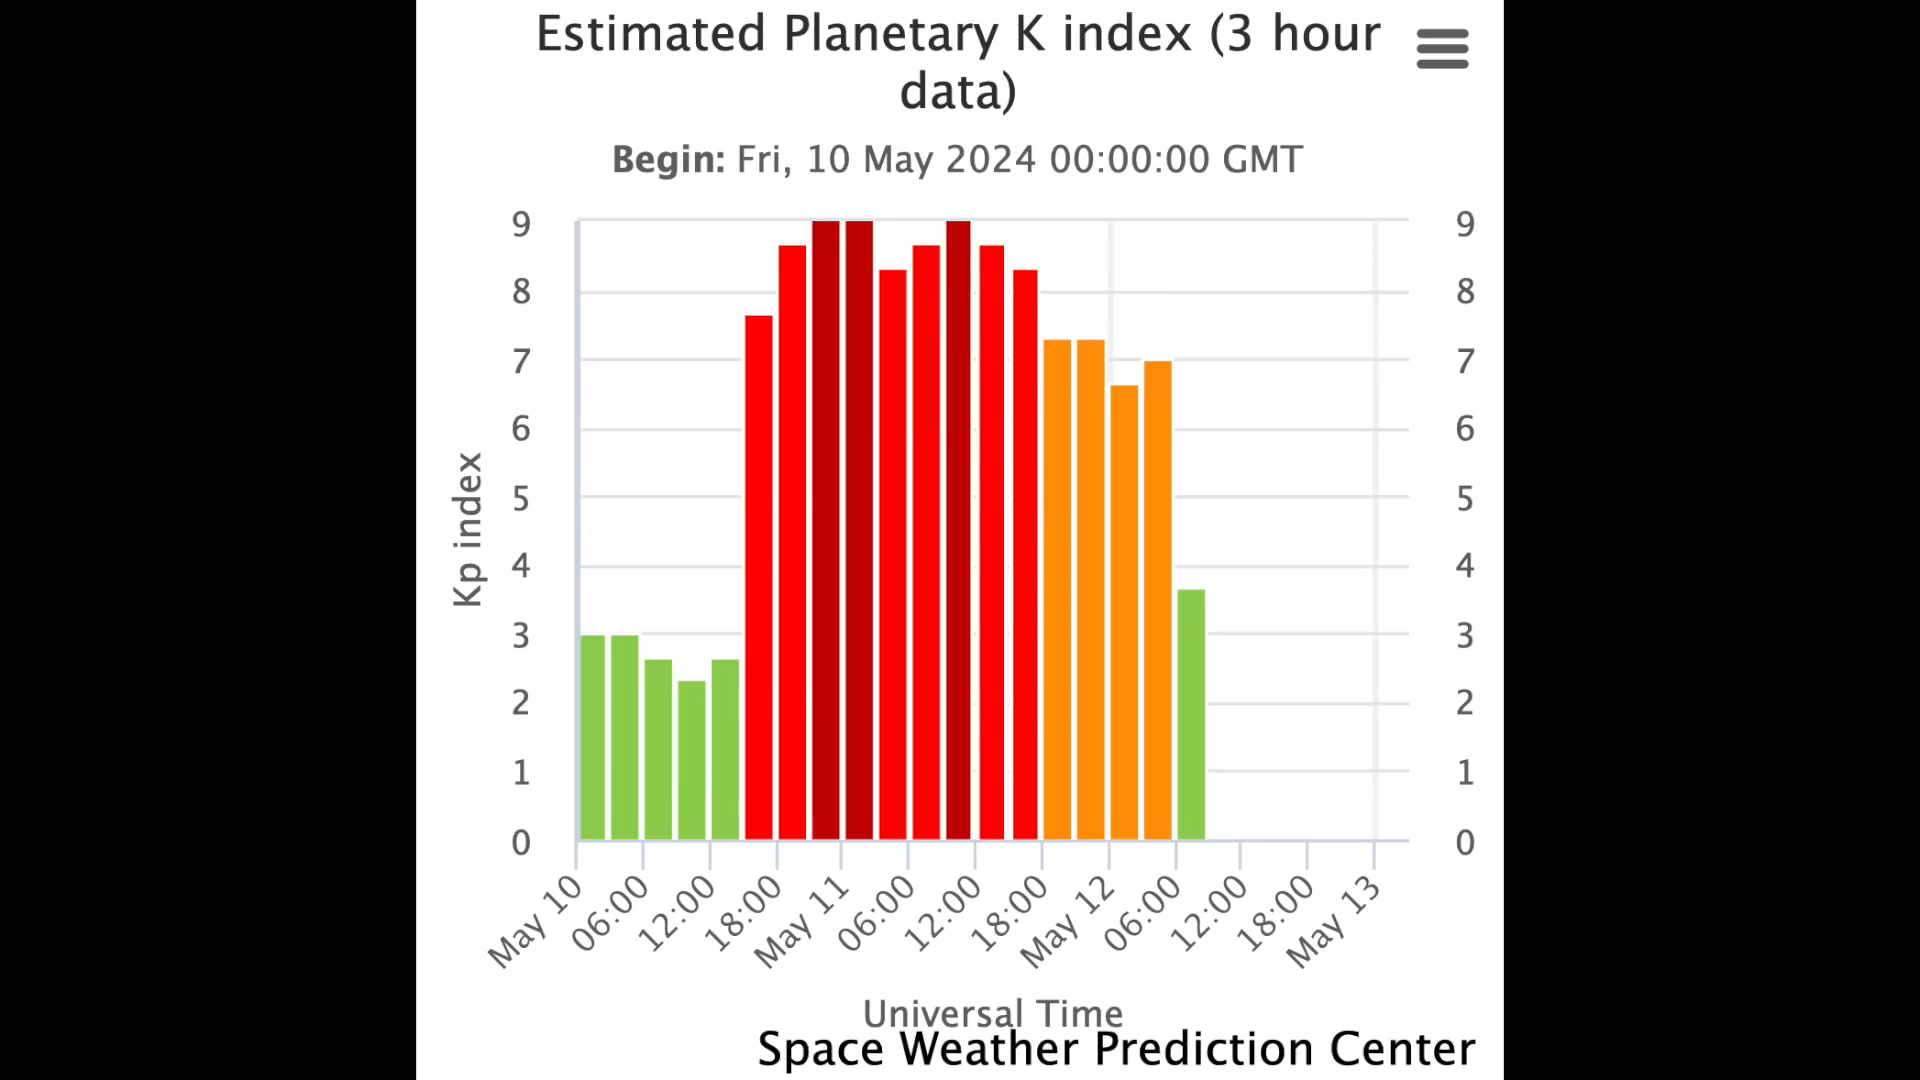 Estimated Planetary K index (3 hour
data)
Begin: Fri, 10 May 2024 00:00:00 GMT
9 9
8 8
7 7
6 6
5 5
4 4
3 3
2 2
1 1
0 0
Kp index
May 10 06:00 12:00 18:00 May 11 06:00 12:00 18:00 May 12 06:00 12:00 18:00 May 13
Universal Time
Space Weather Prediction Center